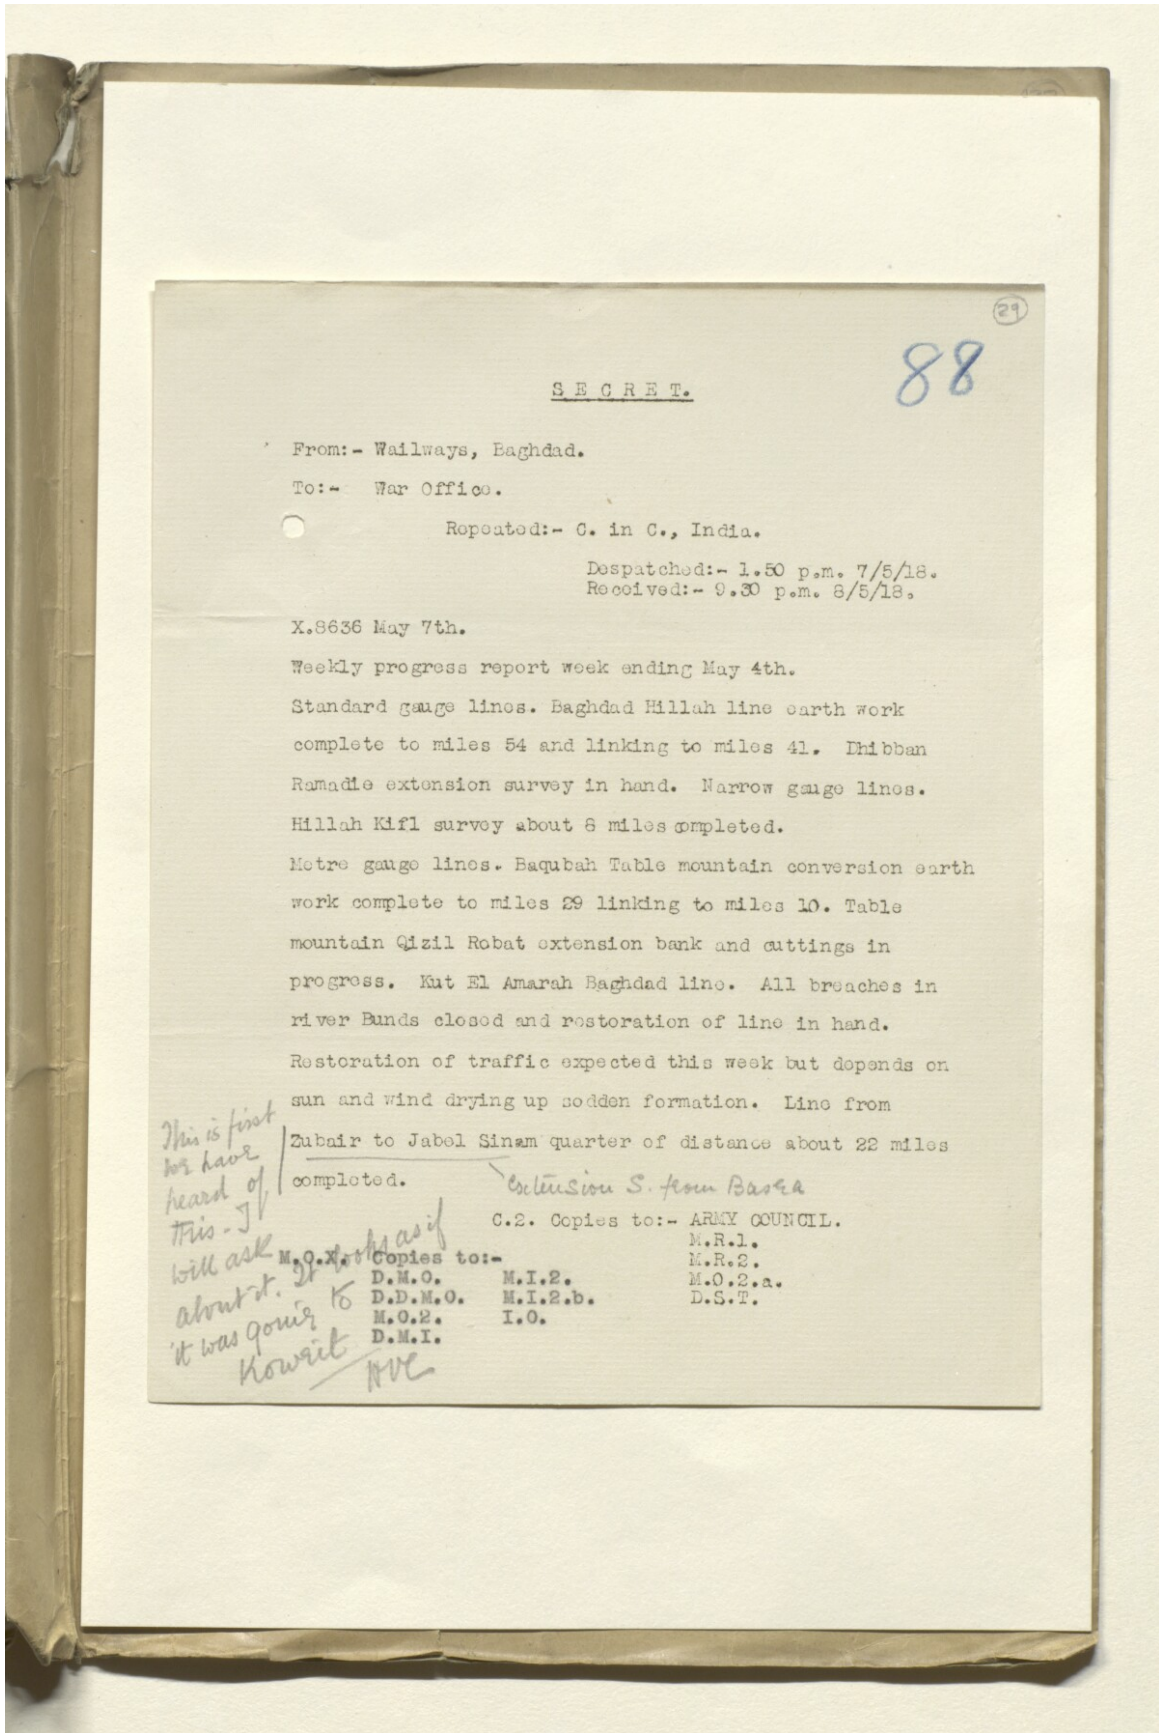 29
88
SECRET.
From:- Wailways, Baghdad.
To:- War Office.
Repeated:- C. in C., India.
Despatched:- 1.50 p.m. 7/5/18.
Received:- 9.30 p.m. 8/5/18.
X.8636 May 7th.
Weekly progress report week ending May 4th.
Standard gauge lines. Baghdad Hillah line earth work
complete to miles 54 and linking to miles 41. Dhibban
Ramadie extension survey in hand. Narrow gauge lines.
Hillah Kifl survey about 8 miles completed.
Metre gauge lines. Baqubah Table mountain conversion earth
work complete to miles 29 linking to miles 10. Table
mountain Qizil Robat extension bank and cuttings in
progress. Kut El Amarah Baghdad line. All breaches in
river Bunds closed and restoration of line in hand.
Restoration of traffic expected this week but depends on
sun and wind drying up sodden formation. Line from
Zubair to Jabel Sinam quarter of distance about 22 miles
completed.
extension S. from Basra
This is first
we have
heard of
this - I
will ask
about it. It looks as if
it was going to
Koweit
HVC
C.2. Copies to:- ARMY COUNCIL.
M.R.1.
M.R.2.
M.O.2.a.
D.S.T.
M.O.X. Copies to:-
D.M.O. M.I.2.
D.D.M.O. M.I.2.b.
M.O.2. I.O.
D.M.I.